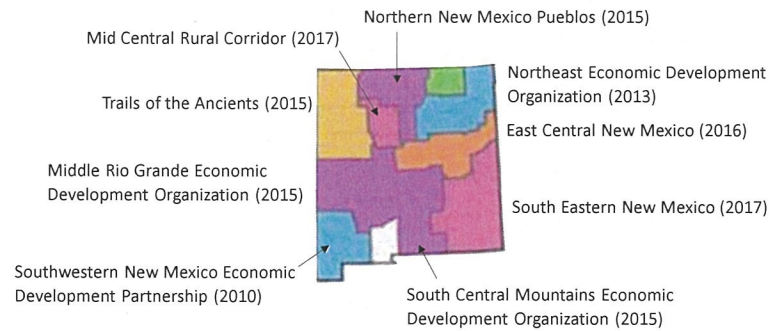 Northern New Mexico Pueblos (2015)
Mid Central Rural Corridor (2017)
Northeast Economic Development
Organization (2013)
Trails of the Ancients (2015)
East Central New Mexico (2016)
Middle Rio Grande Economic
Development Organization (2015)
South Eastern New Mexico (2017)
Southwestern New Mexico Economic
Development Partnership (2010)
South Central Mountains Economic
Development Organization (2015)